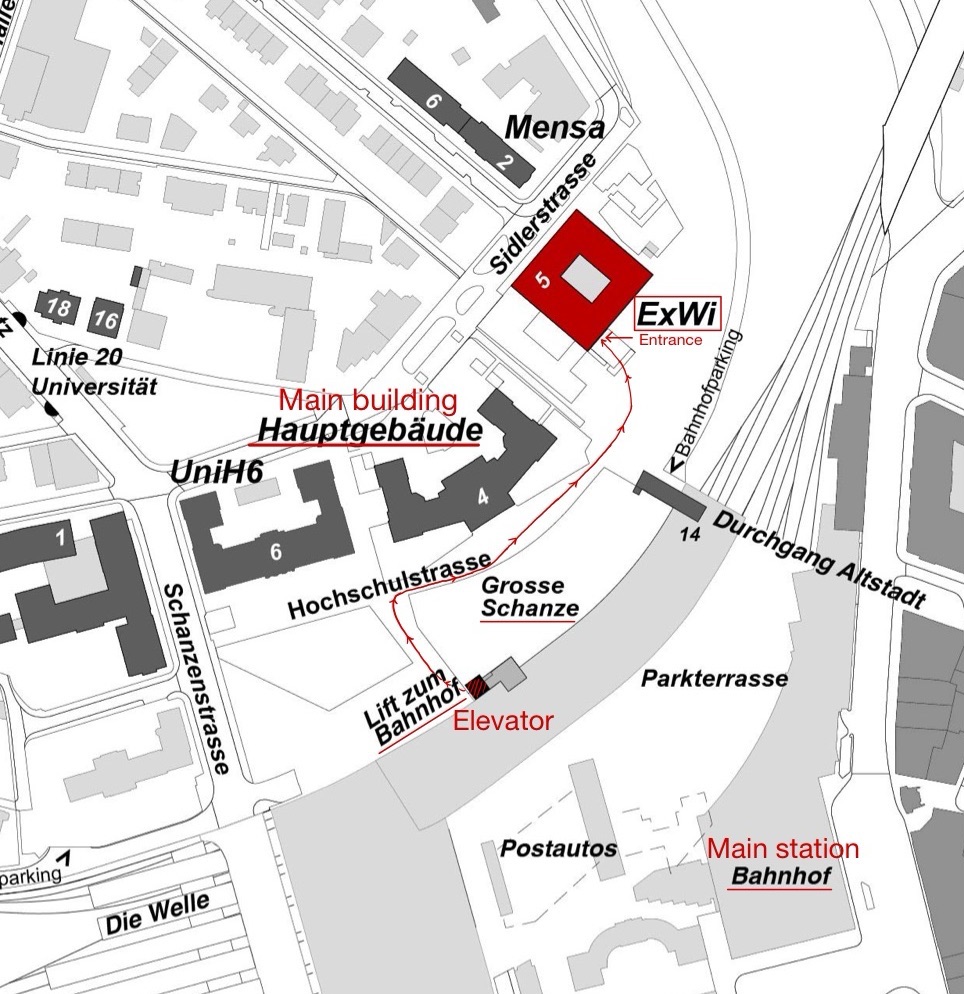 6
Mensa
2
Sidlerstrasse
5
ExWi
Entrance
18
16
tz
Linie 20
Universität
Bahnhofparking
Main building
Hauptgebäude
UniH6
4
1
6
14
Durchgang Altstadt
Hochschulstrasse
Grosse
Schanze
Schanzenstrasse
Parkterrasse
Lift zum
Bahnhof
Elevator
Postautos
Main station
Bahnhof
parking
Die Welle